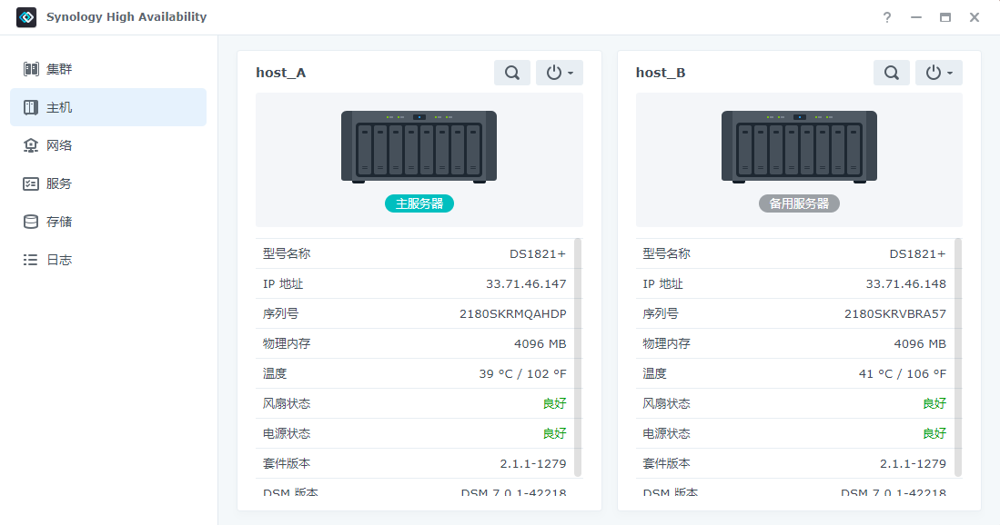 Synology High Availability
集群
主机
网络
服务
存储
日志
host_A
主服务器
型号名称 DS1821+
IP 地址 33.71.46.147
序列号 2180SKRMQAHDP
物理内存 4096 MB
温度 39 °C / 102 °F
风扇状态 良好
电源状态 良好
套件版本 2.1.1-1279
DSM 版本 DSM 7.0.1-42218
host_B
备用服务器
型号名称 DS1821+
IP 地址 33.71.46.148
序列号 2180SKRVBRA57
物理内存 4096 MB
温度 41 °C / 106 °F
风扇状态 良好
电源状态 良好
套件版本 2.1.1-1279
DSM 版本 DSM 7.0.1-42218